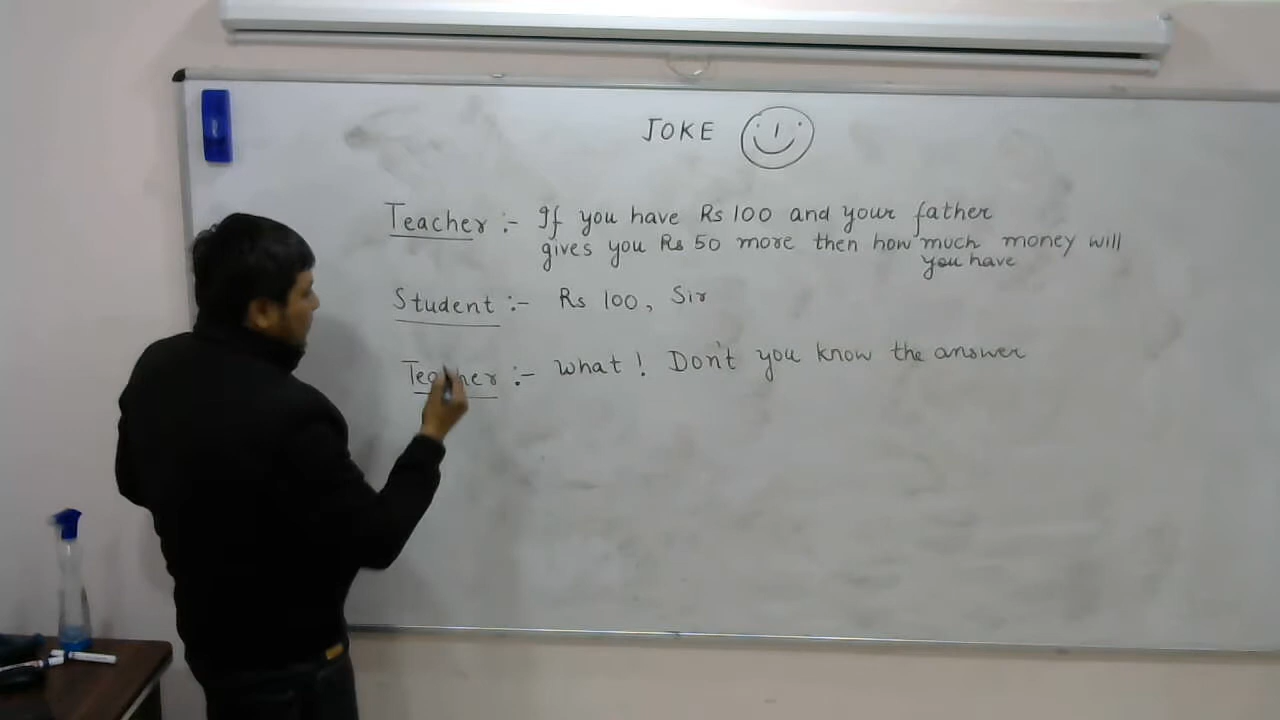 JOKE
Teacher :- If you have Rs 100 and your father
gives you Rs 50 more then how much money will
you have
Student :- Rs 100, Sir
Teacher :- what! Don't you know the answer